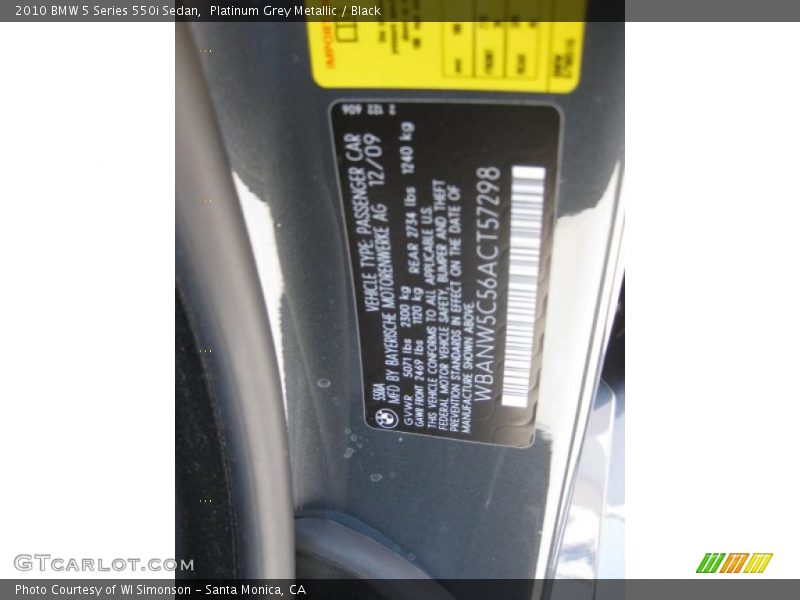 2010 BMW 5 Series 550i Sedan,  Platinum Grey Metallic / Black
IMPORT
VEHICLE TYPE: PASSENGER CAR
550iA MFD BY BAYERISCHE MOTORENWERKE AG 12/09
GVWR 5071 lbs 2300 kg
GAWR FRONT 2469 lbs 1120 kg REAR 2734 lbs 1240 kg
THIS VEHICLE CONFORMS TO ALL APPLICABLE U.S.
FEDERAL MOTOR VEHICLE SAFETY, BUMPER AND THEFT
PREVENTION STANDARDS IN EFFECT ON THE DATE OF
MANUFACTURE SHOWN ABOVE.
WBANW5C56ACT57298
GTcarlot.com
Photo Courtesy of WI Simonson – Santa Monica, CA